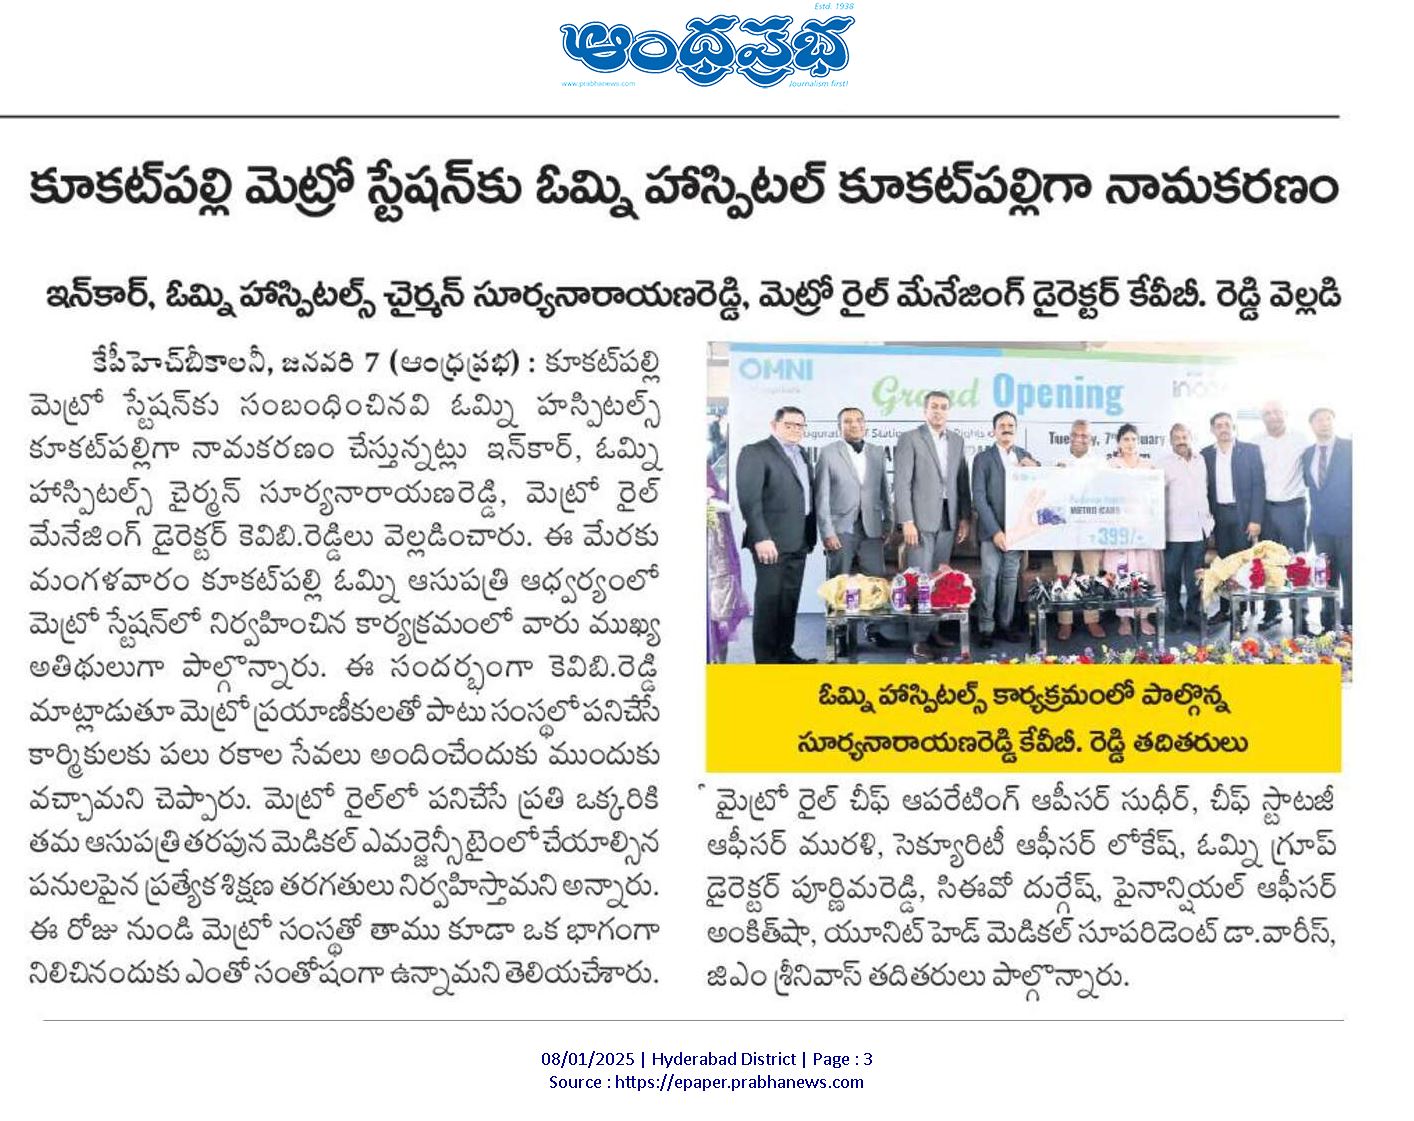 Estd. 1938
ఆంధ్రప్రభ
www.prabhanews.com
Journalism first!
కూకట్‌పల్లి మెట్రో స్టేషన్‌కు ఓమ్ని హాస్పిటల్ కూకట్‌పల్లిగా నామకరణం
ఇన్‌కార్, ఓమ్ని హాస్పిటల్స్ చైర్మన్ సూర్యనారాయణరెడ్డి, మెట్రో రైల్ మేనేజింగ్ డైరెక్టర్ కేవీబీ. రెడ్డి వెల్లడి
కేపీహెచ్‌బీకాలనీ, జనవరి 7 (ఆంధ్రప్రభ) : కూకట్‌పల్లి
మెట్రో స్టేషన్‌కు సంబంధించినవి ఓమ్ని హస్పిటల్స్
కూకట్‌పల్లిగా నామకరణం చేస్తున్నట్లు ఇన్‌కార్, ఓమ్ని
హాస్పిటల్స్ చైర్మన్ సూర్యనారాయణరెడ్డి, మెట్రో రైల్
మేనేజింగ్ డైరెక్టర్ కెవిబి.రెడ్డిలు వెల్లడించారు. ఈ మేరకు
మంగళవారం కూకట్‌పల్లి ఓమ్ని ఆసుపత్రి ఆధ్వర్యంలో
మెట్రో స్టేషన్‌లో నిర్వహించిన కార్యక్రమంలో వారు ముఖ్య
అతిథులుగా పాల్గొన్నారు. ఈ సందర్భంగా కెవిబి.రెడ్డి
మాట్లాడుతూ మెట్రో ప్రయాణీకులతో పాటు సంస్థలో పనిచేసే
కార్మికులకు పలు రకాల సేవలు అందించేందుకు ముందుకు
వచ్చామని చెప్పారు. మెట్రో రైల్‌లో పనిచేసే ప్రతి ఒక్కరికి
తమ ఆసుపత్రి తరపున మెడికల్ ఎమర్జెన్సీ టైంలో చేయాల్సిన
పనులపైన ప్రత్యేక శిక్షణ తరగతులు నిర్వహిస్తామని అన్నారు.
ఈ రోజు నుండి మెట్రో సంస్థతో తాము కూడా ఒక భాగంగా
నిలిచినందుకు ఎంతో సంతోషంగా ఉన్నామని తెలియచేశారు.
OMNI
Grand Opening
METRO CARD
399/-
ఓమ్ని హాస్పిటల్స్ కార్యక్రమంలో పాల్గొన్న
సూర్యనారాయణరెడ్డి కేవీబీ. రెడ్డి తదితరులు
మైట్రో రైల్ చీఫ్ ఆపరేటింగ్ ఆపీసర్ సుధీర్, చీఫ్ స్టాటజీ
ఆఫీసర్ మురళి, సెక్యూరిటీ ఆఫీసర్ లోకేష్, ఓమ్ని గ్రూప్
డైరెక్టర్ పూర్ణిమరెడ్డి, సిఈవో దుర్గేష్, ఫైనాన్షియల్ ఆఫీసర్
అంకిత్‌షా, యూనిట్ హెడ్ మెడికల్ సూపరిడెంట్ డా.వారీస్,
జిఎం శ్రీనివాస్ తదితరులు పాల్గొన్నారు.
08/01/2025 | Hyderabad District | Page : 3
Source : https://epaper.prabhanews.com